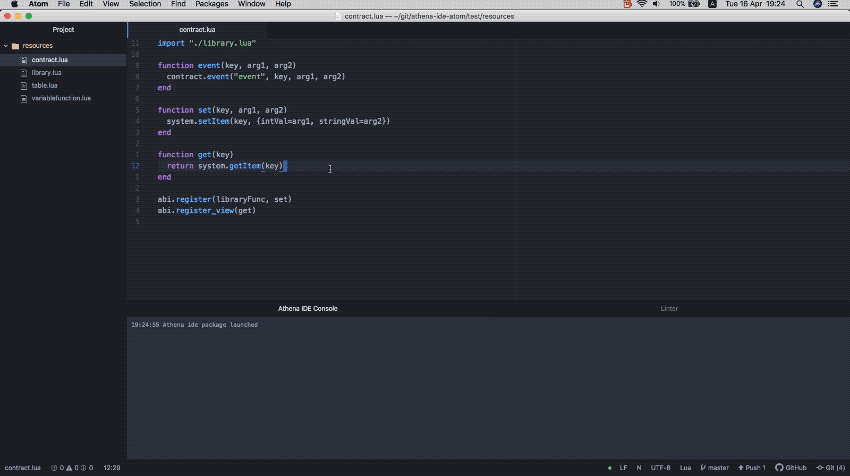 Atom File Edit View Selection Find Packages Window Help 100% A Tue 16 Apr 19:24
contract.lua — ~/git/athena-ide-atom/test/resources
Project
resources
contract.lua
library.lua
table.lua
variablefunction.lua
contract.lua
11 import "./library.lua"
10
9 function event(key, arg1, arg2)
8 contract.event("event", key, arg1, arg2)
7 end
6
5 function set(key, arg1, arg2)
4 system.setItem(key, {intVal=arg1, stringVal=arg2})
3 end
2
1 function get(key)
12 return system.getItem(key)
1 end
2
3 abi.register(libraryFunc, set)
4 abi.register_view(get)
5
Athena IDE Console
Linter
19:24:55 Athena ide package launched
contract.lua 0 0 0 12:29 LF N UTF-8 Lua master Push 1 GitHub Git (4)